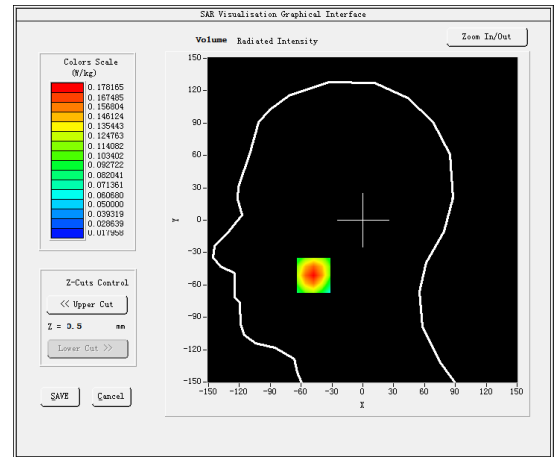 SAR Visualisation Graphical Interface
Volume Radiated Intensity
Zoom In/Out
Colors Scale
(W/kg)
0.178165
0.167485
0.156804
0.146124
0.135443
0.124763
0.114082
0.103402
0.092722
0.082041
0.071361
0.060680
0.050000
0.039319
0.028639
0.017958
Z-Cuts Control
<< Upper Cut
Z = 3.5 mm
Lower Cut >>
SAVE Cancel
150
120
90
60
30
0
-30
-60
-90
-120
-150
Y
-150 -120 -90 -60 -30 0 30 60 90 120 150
X